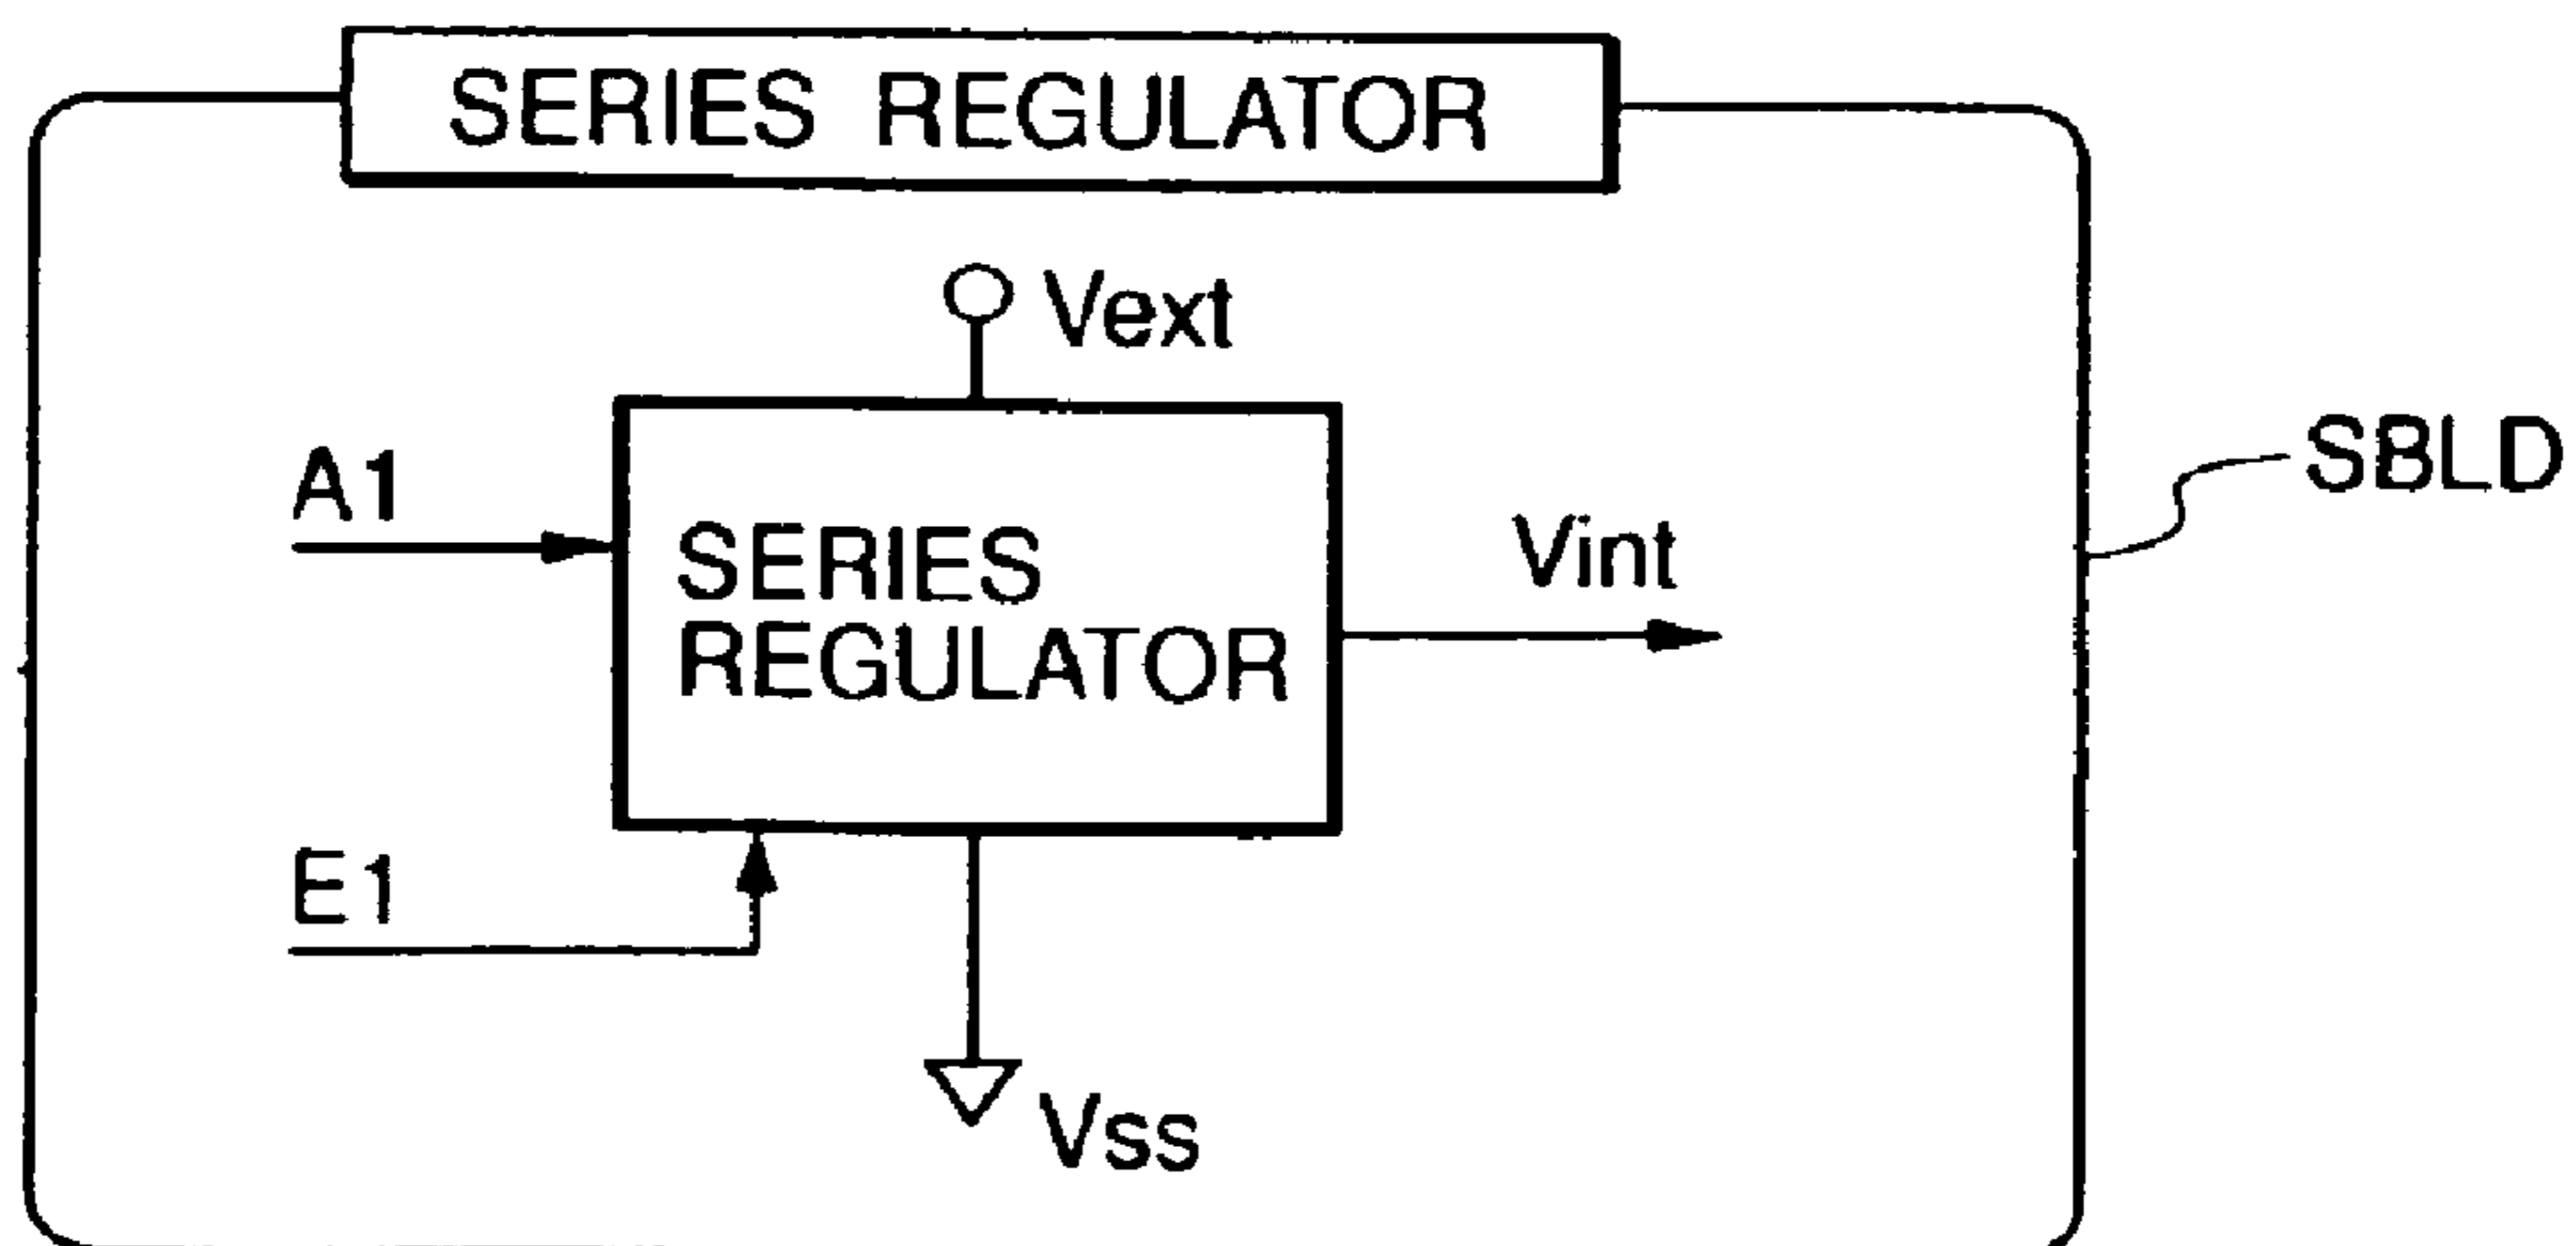 SERIES REGULATOR
Vext
A1
SERIES
REGULATOR
Vint
SBLD
E1
Vss